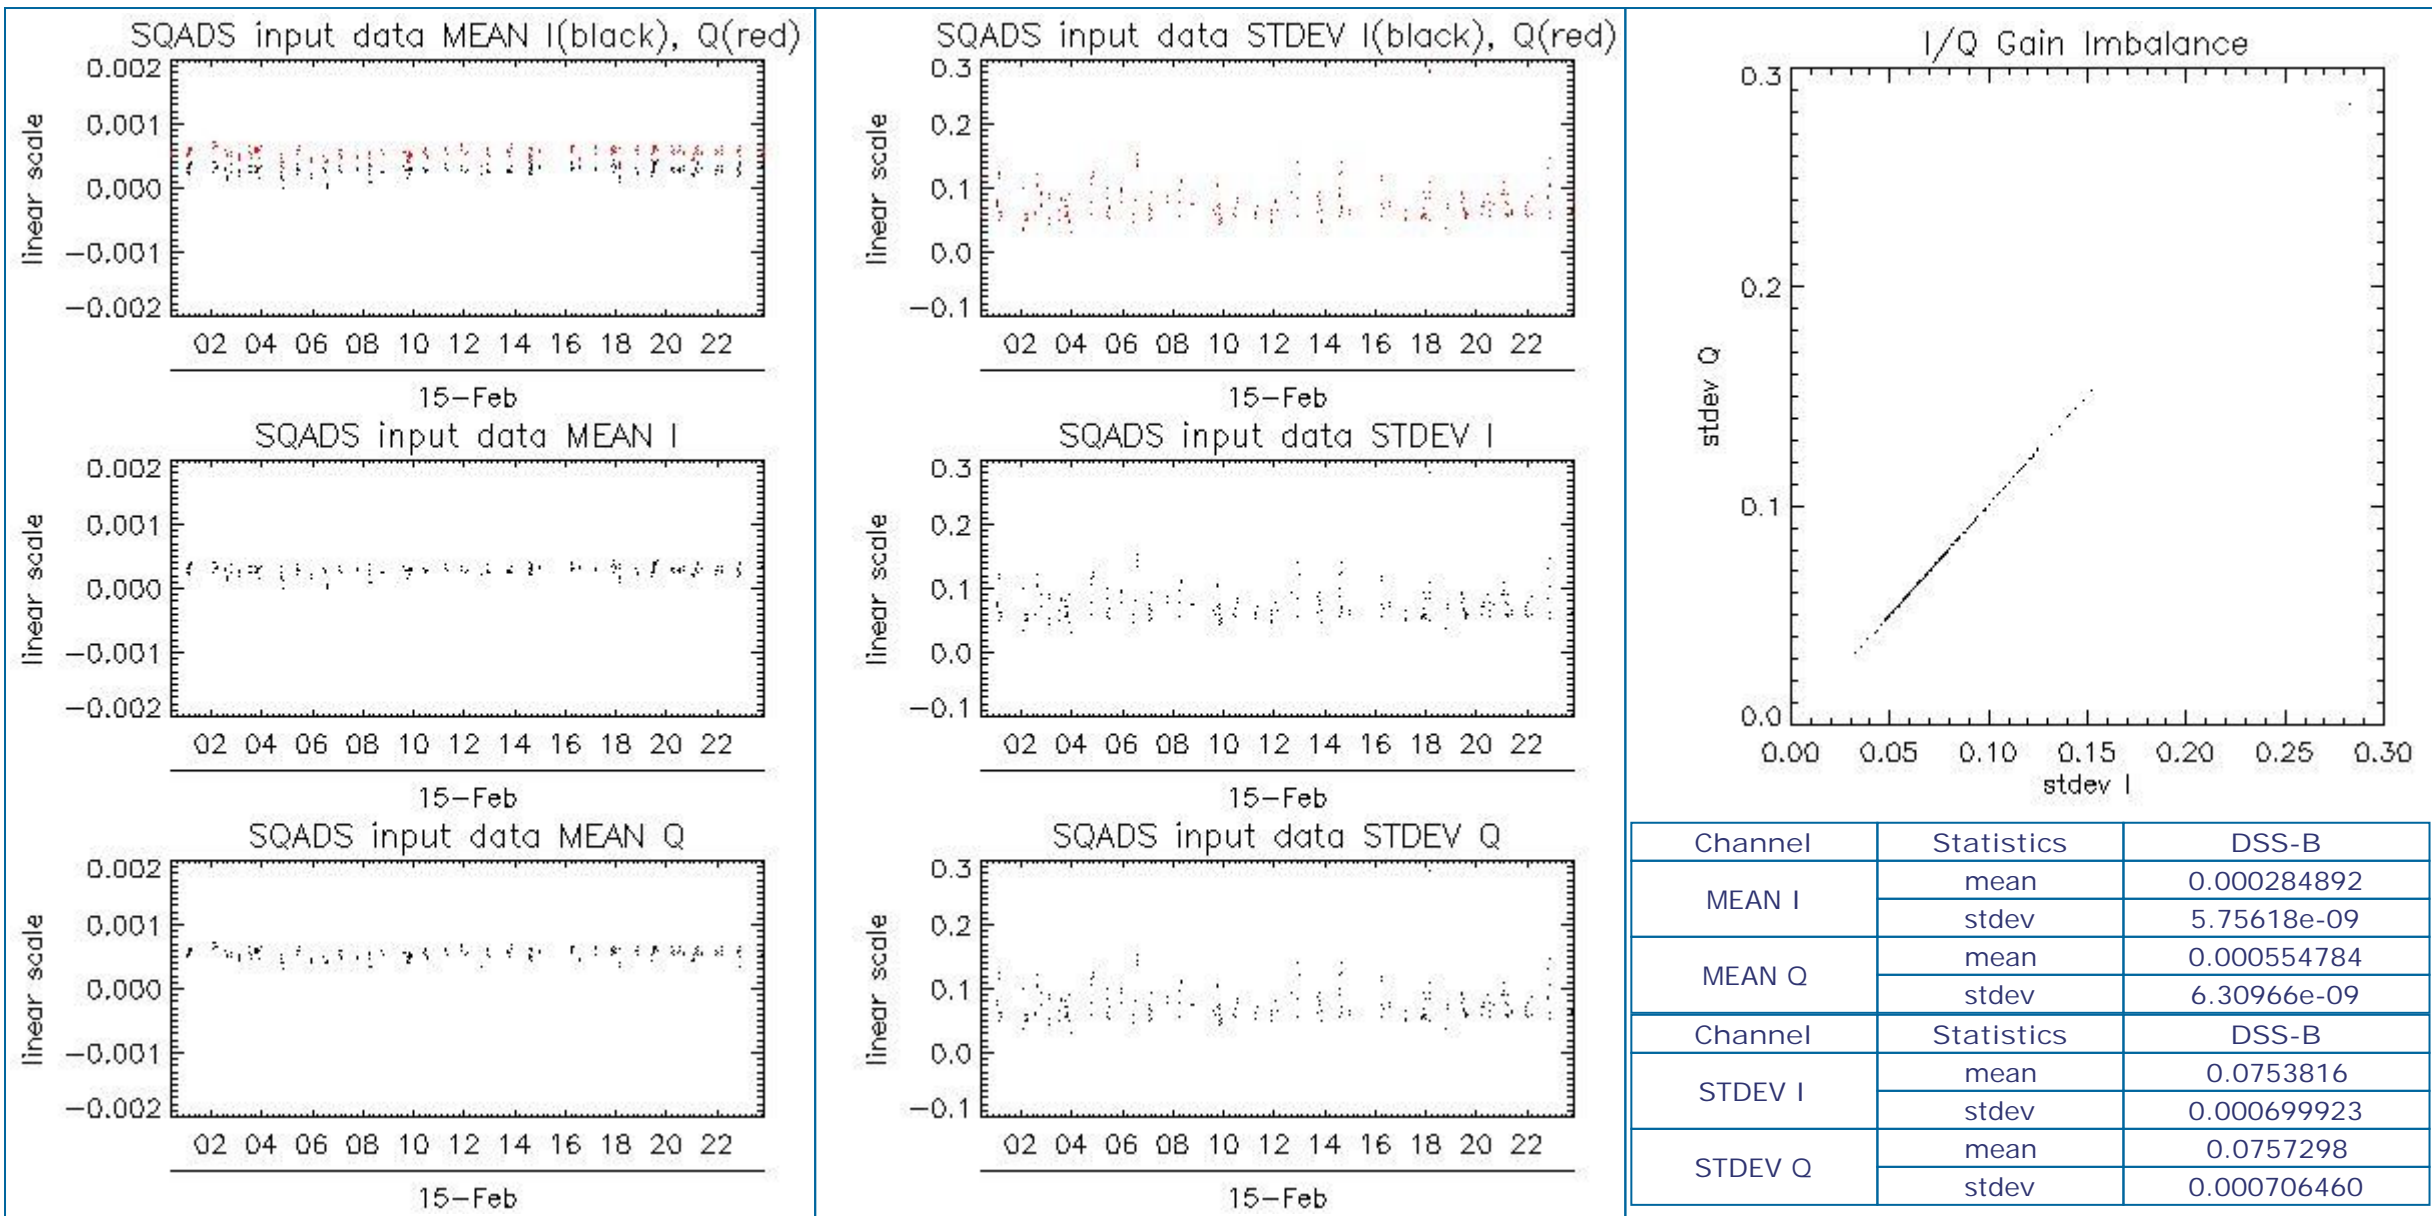 SQADS input data MEAN I(black), Q(red)
0.002
0.001
0.000
-0.001
-0.002
linear scale
02 04 06 08 10 12 14 16 18 20 22
15-Feb
SQADS input data MEAN I
0.002
0.001
0.000
-0.001
-0.002
linear scale
02 04 06 08 10 12 14 16 18 20 22
15-Feb
SQADS input data MEAN Q
0.002
0.001
0.000
-0.001
-0.002
linear scale
02 04 06 08 10 12 14 16 18 20 22
15-Feb
SQADS input data STDEV I(black), Q(red)
0.3
0.2
0.1
0.0
-0.1
linear scale
02 04 06 08 10 12 14 16 18 20 22
15-Feb
SQADS input data STDEV I
0.3
0.2
0.1
0.0
-0.1
linear scale
02 04 06 08 10 12 14 16 18 20 22
15-Feb
SQADS input data STDEV Q
0.3
0.2
0.1
0.0
-0.1
linear scale
02 04 06 08 10 12 14 16 18 20 22
15-Feb
I/Q Gain Imbalance
0.3
0.2
0.1
0.0
stdev Q
0.00 0.05 0.10 0.15 0.20 0.25 0.30
stdev I
Channel Statistics DSS-B
MEAN I mean 0.000284892
stdev 5.75618e-09
MEAN Q mean 0.000554784
stdev 6.30966e-09
Channel Statistics DSS-B
STDEV I mean 0.0753816
stdev 0.000699923
STDEV Q mean 0.0757298
stdev 0.000706460